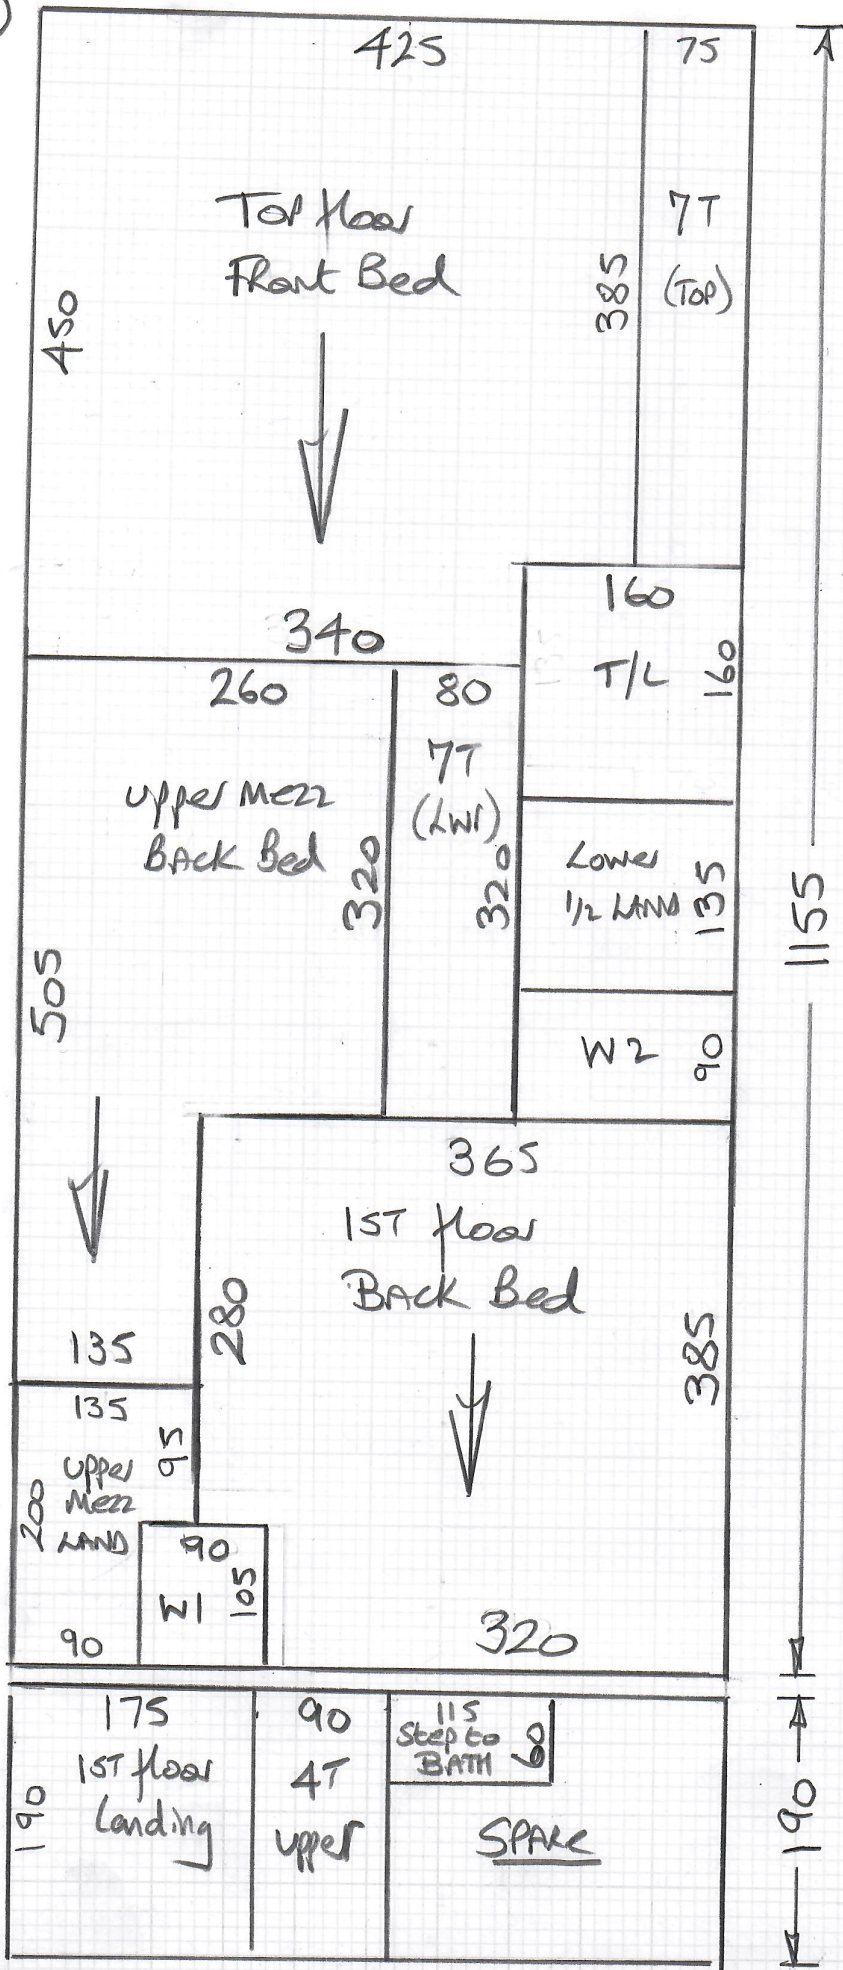 425
75
Top floor
Front Bed
7T
(TOP)
385
450
340
160
T/L
160
260
80
7T
(LWR)
Upper Mezz
BACK Bed
320
320
Lower
1/2 LAND
135
1155
505
W2
90
365
1ST floor
BACK Bed
280
385
135
135
95
Upper
Mezz
LAND
200
90
W1
105
90
320
175
90
115
Step to
BATH
60
1ST floor
Landing
190
4T
Upper
SPARE
190